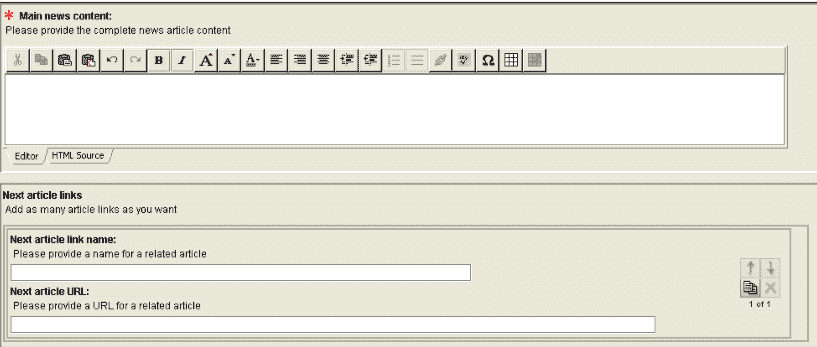 * Main news content:
Please provide the complete news article content
B I A A A Ω
Editor HTML Source
Next article links
Add as many article links as you want
Next article link name:
Please provide a name for a related article
Next article URL:
Please provide a URL for a related article
1 of 1